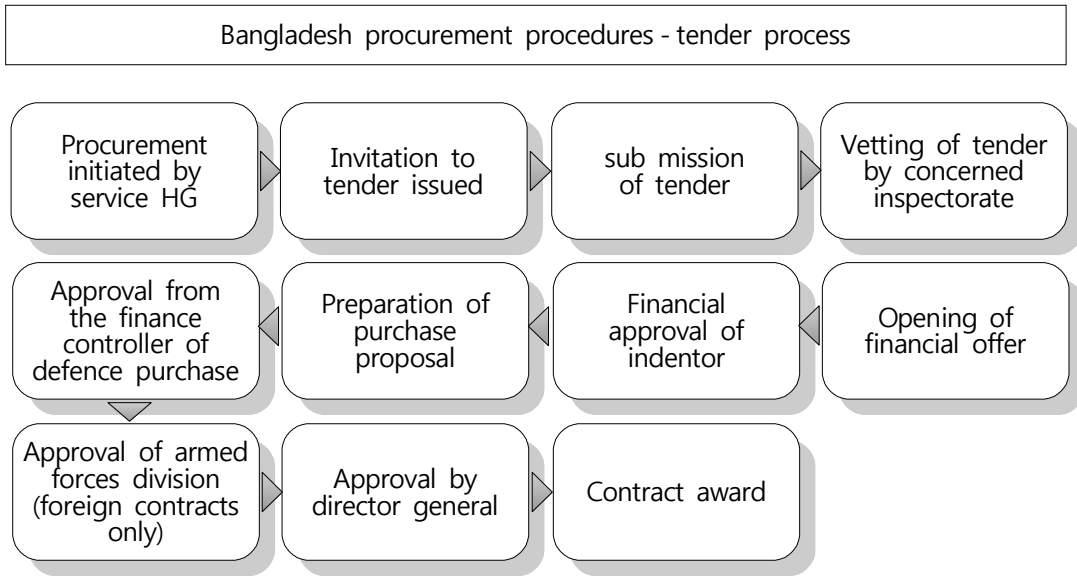 Bangladesh procurement procedures - tender process
Procurement
initiated by
service HG
Invitation to
tender issued
sub mission
of tender
Vetting of tender
by concerned
inspectorate
Opening of
financial offer
Financial
approval of
indentor
Preparation of
purchase
proposal
Approval from
the finance
controller of
defence purchase
Approval of armed
forces division
(foreign contracts
only)
Approval by
director general
Contract award